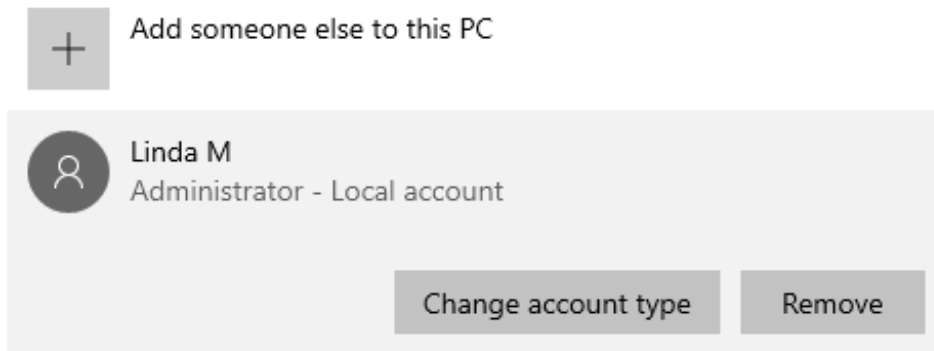 Add someone else to this PC
Linda M
Administrator - Local account
Change account type
Remove